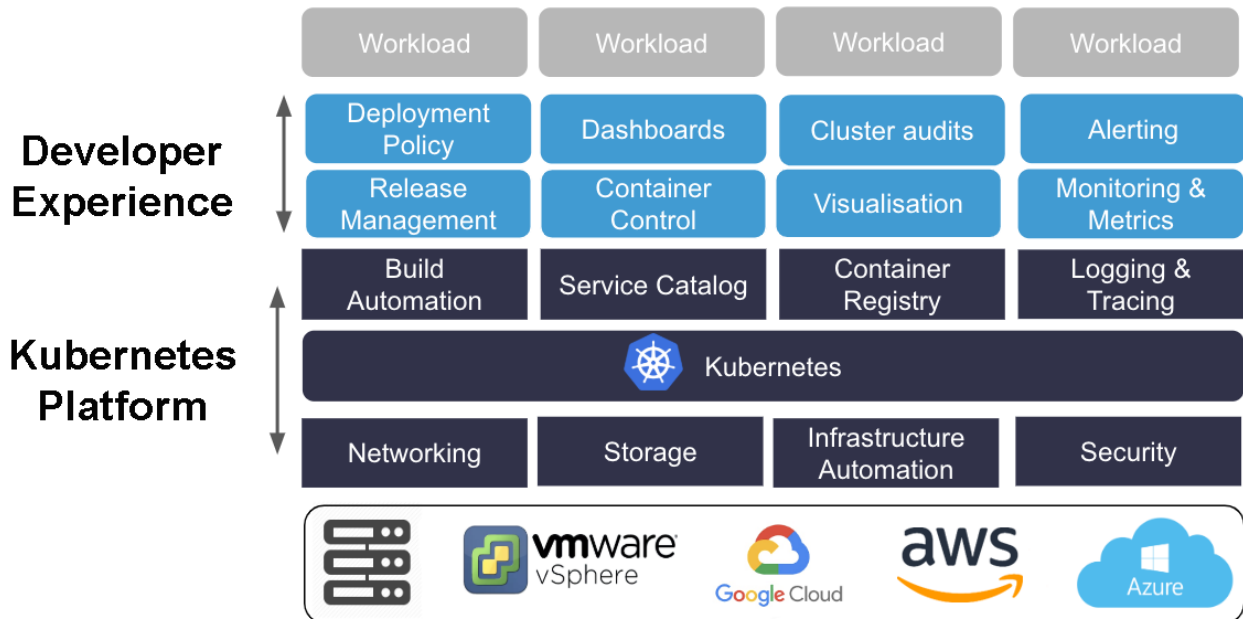 Workload Workload Workload Workload
Developer
Experience
Deployment
Policy
Dashboards
Cluster audits
Alerting
Release
Management
Container
Control
Visualisation
Monitoring &
Metrics
Kubernetes
Platform
Build
Automation
Service Catalog
Container
Registry
Logging &
Tracing
Kubernetes
Networking
Storage
Infrastructure
Automation
Security
vmware
vSphere
Google Cloud
aws
Azure